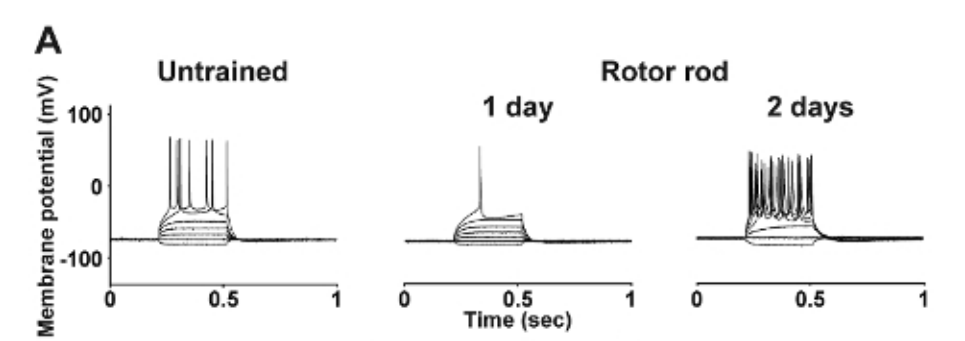 A
Untrained
Rotor rod
1 day
2 days
Membrane potential (mV)
100
0
-100
0 0.5 1
0 0.5 1
0 0.5 1
Time (sec)